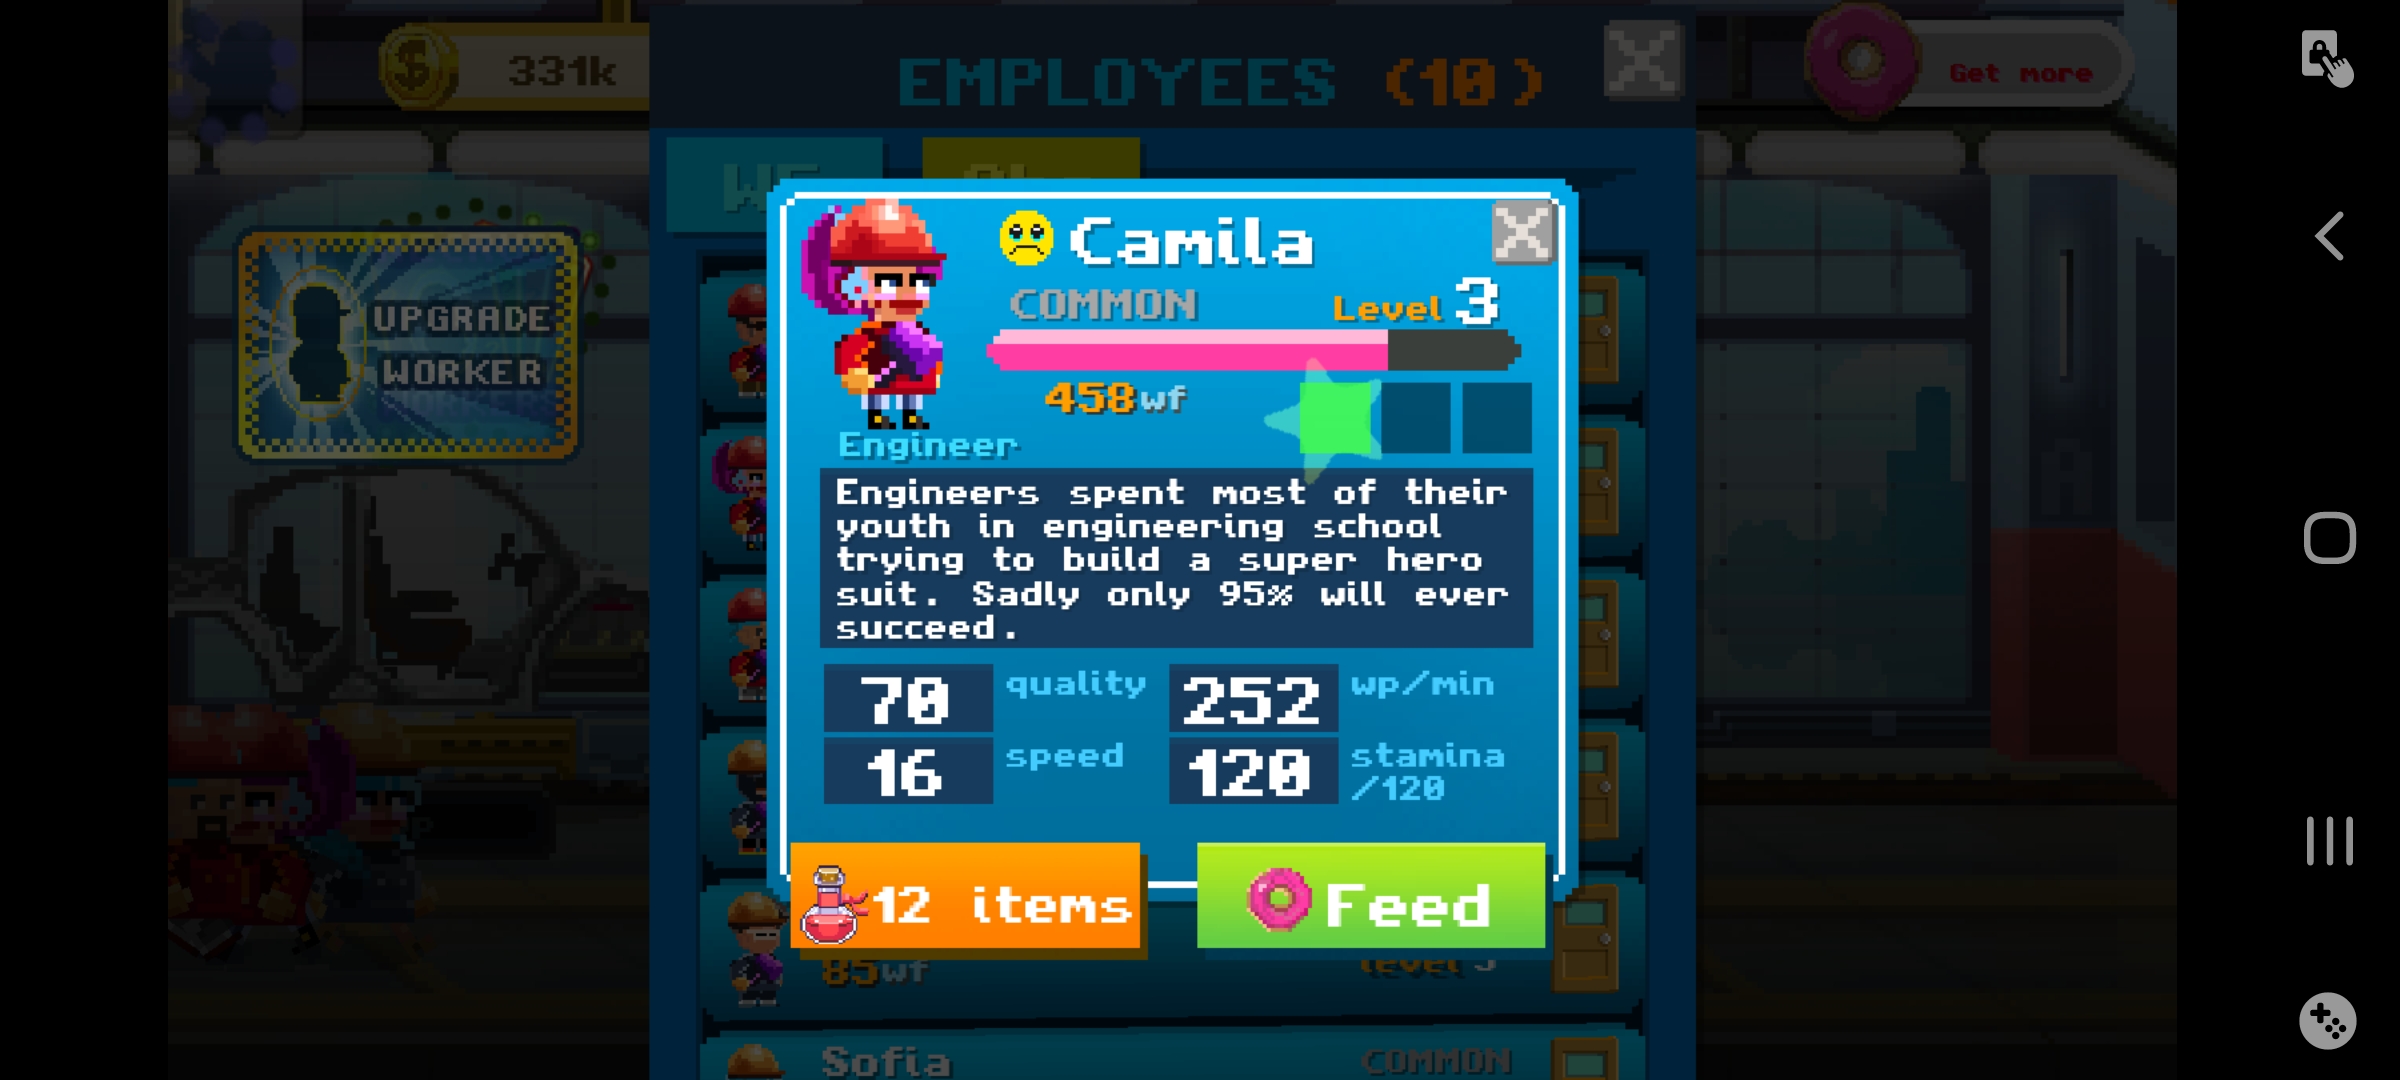 331k
EMPLOYEES (10)
Get more
UPGRADE
WORKER
Camila
COMMON
Level 3
458wf
Engineer
Engineers spent most of their
youth in engineering school
trying to build a super hero
suit. Sadly only 95% will ever
succeed.
70 quality 252 wp/min
16 speed 120 stamina
/120
12 items
Feed
85wf
level 3
Sofia
COMMON